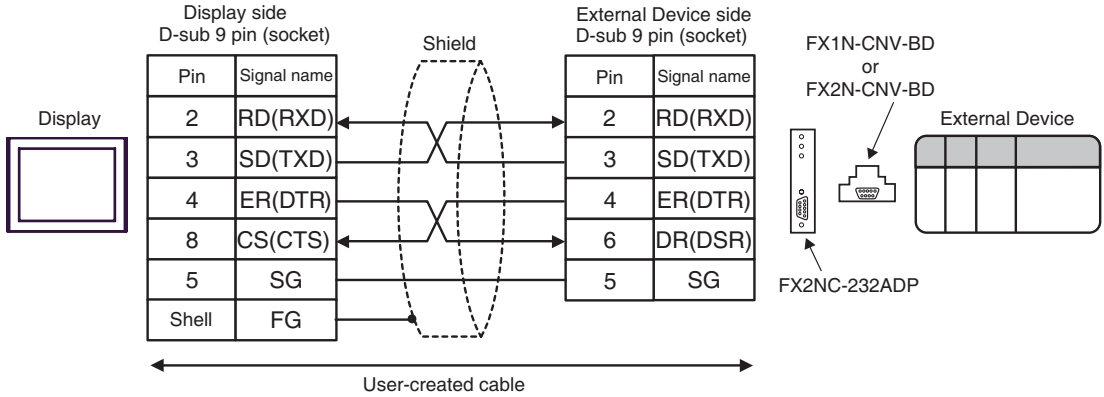 Display side
D-sub 9 pin (socket)
Shield
External Device side
D-sub 9 pin (socket)
FX1N-CNV-BD
or
FX2N-CNV-BD
Display
External Device
Pin Signal name
2 RD(RXD)
3 SD(TXD)
4 ER(DTR)
8 CS(CTS)
5 SG
Shell FG
Pin Signal name
2 RD(RXD)
3 SD(TXD)
4 ER(DTR)
6 DR(DSR)
5 SG
FX2NC-232ADP
User-created cable